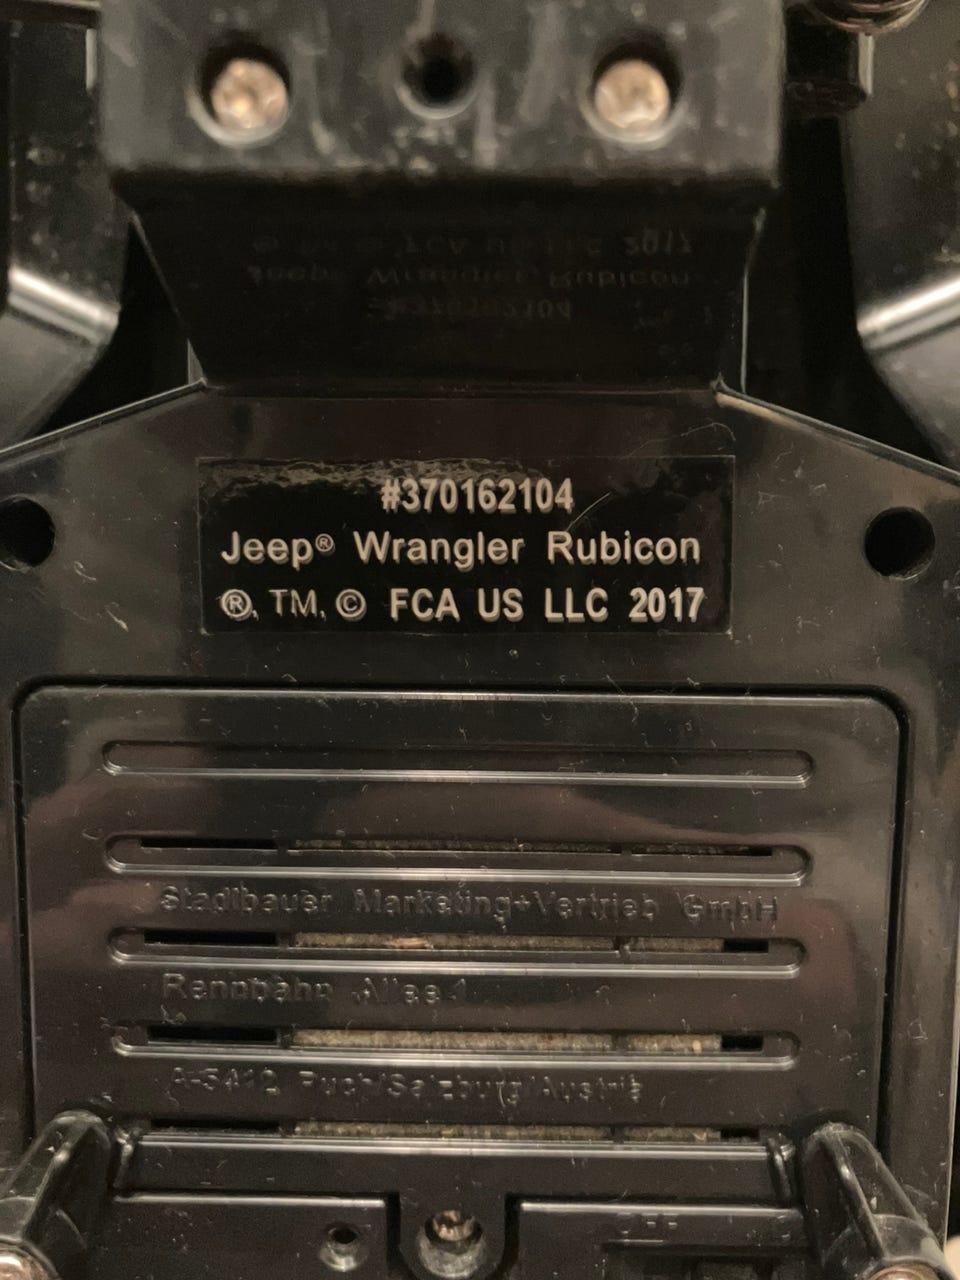 #370162104
Jeep® Wrangler Rubicon
®, TM, © FCA US LLC 2017
Stadlbauer Marketing+Vertrieb GmbH
Rennbahn Allee 1
A-5412 Puch/Salzburg/Austria
OFF